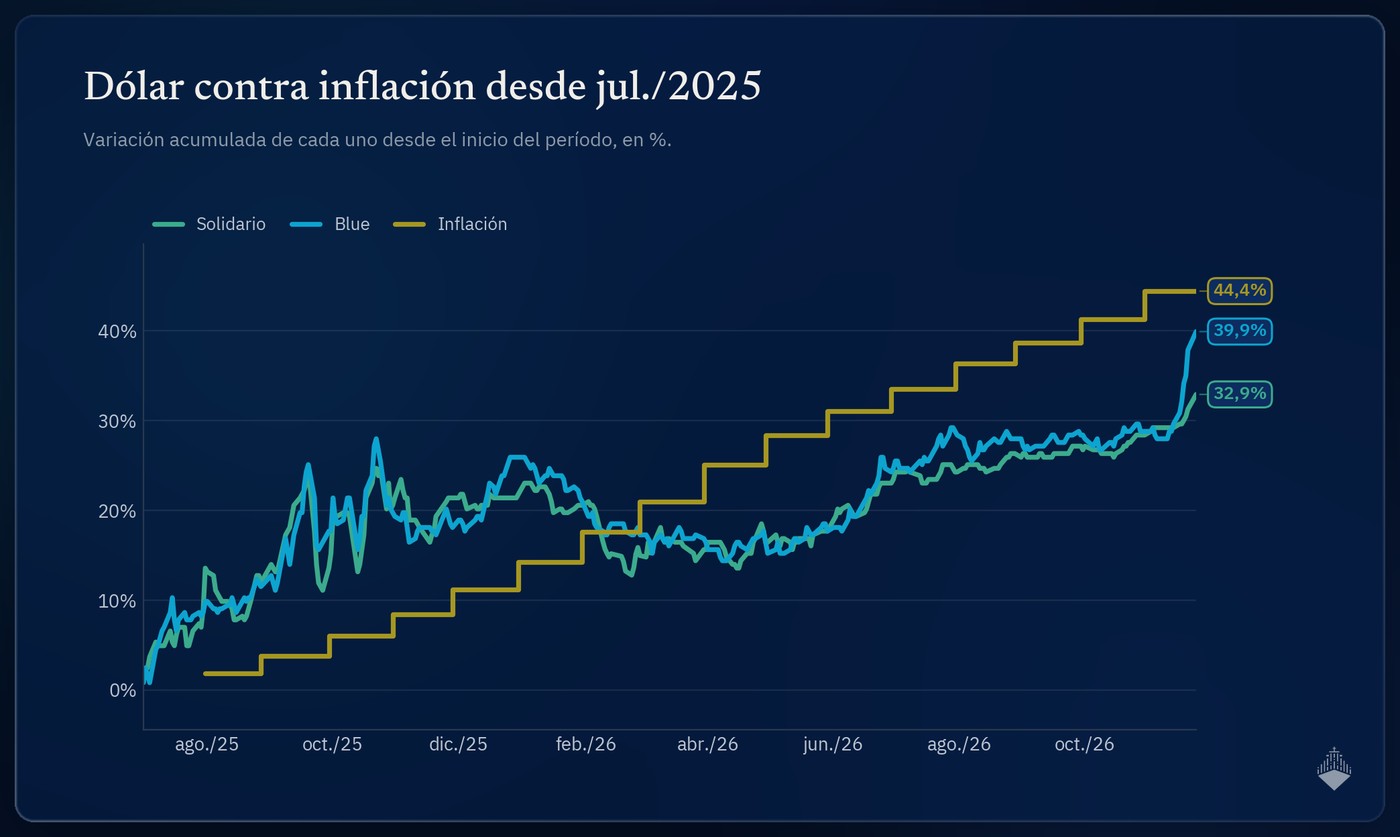 Dólar contra inflación desde jul./2025
Variación acumulada de cada uno desde el inicio del período, en %.
Solidario Blue Inflación
44,4%
40% 39,9%
32,9%
30%
20%
10%
0%
ago./25 oct./25 dic./25 feb./26 abr./26 jun./26 ago./26 oct./26